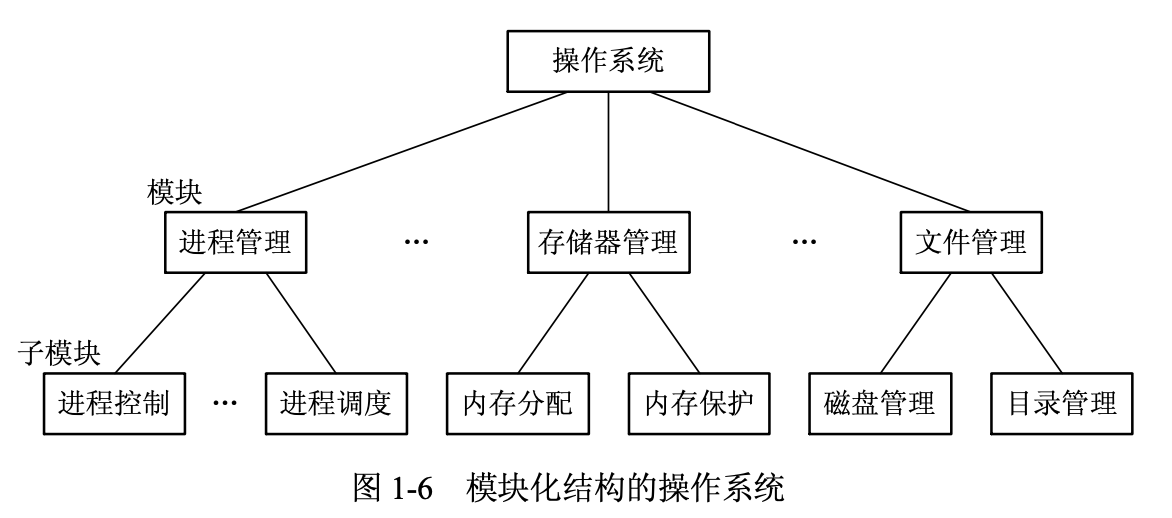 操作系统
模块
进程管理 … 存储器管理 … 文件管理
子模块
进程控制 … 进程调度 内存分配 内存保护 磁盘管理 目录管理
图 1-6 模块化结构的操作系统